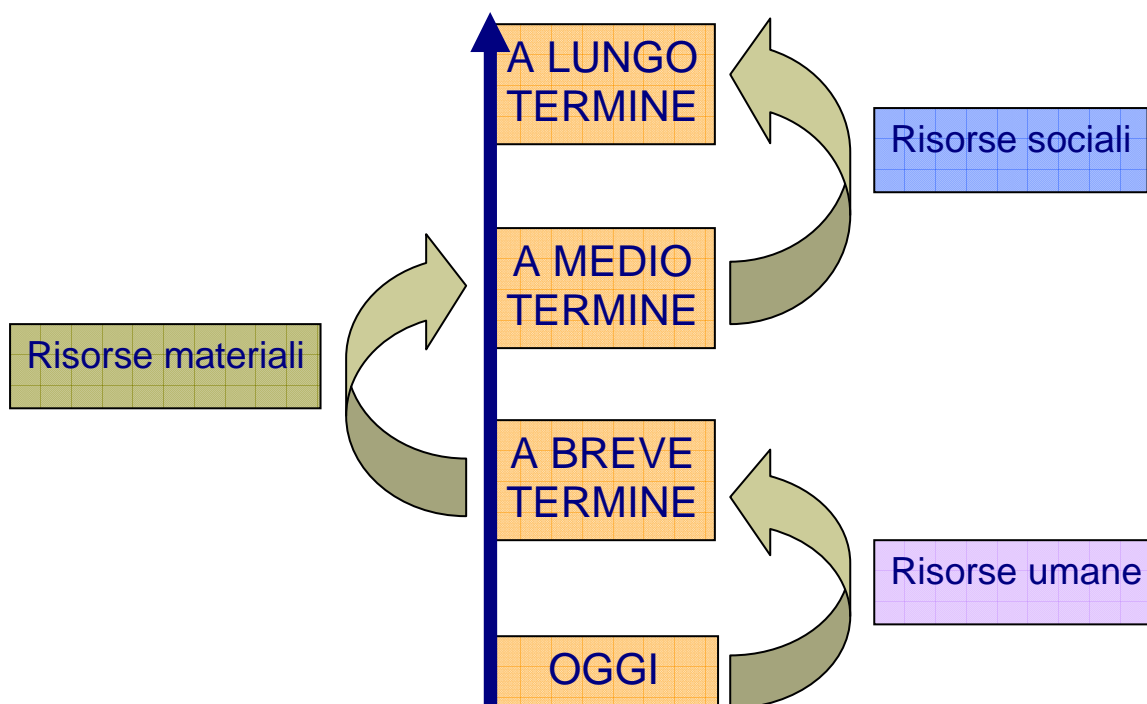 A LUNGO
TERMINE
Risorse sociali
A MEDIO
TERMINE
Risorse materiali
A BREVE
TERMINE
Risorse umane
OGGI